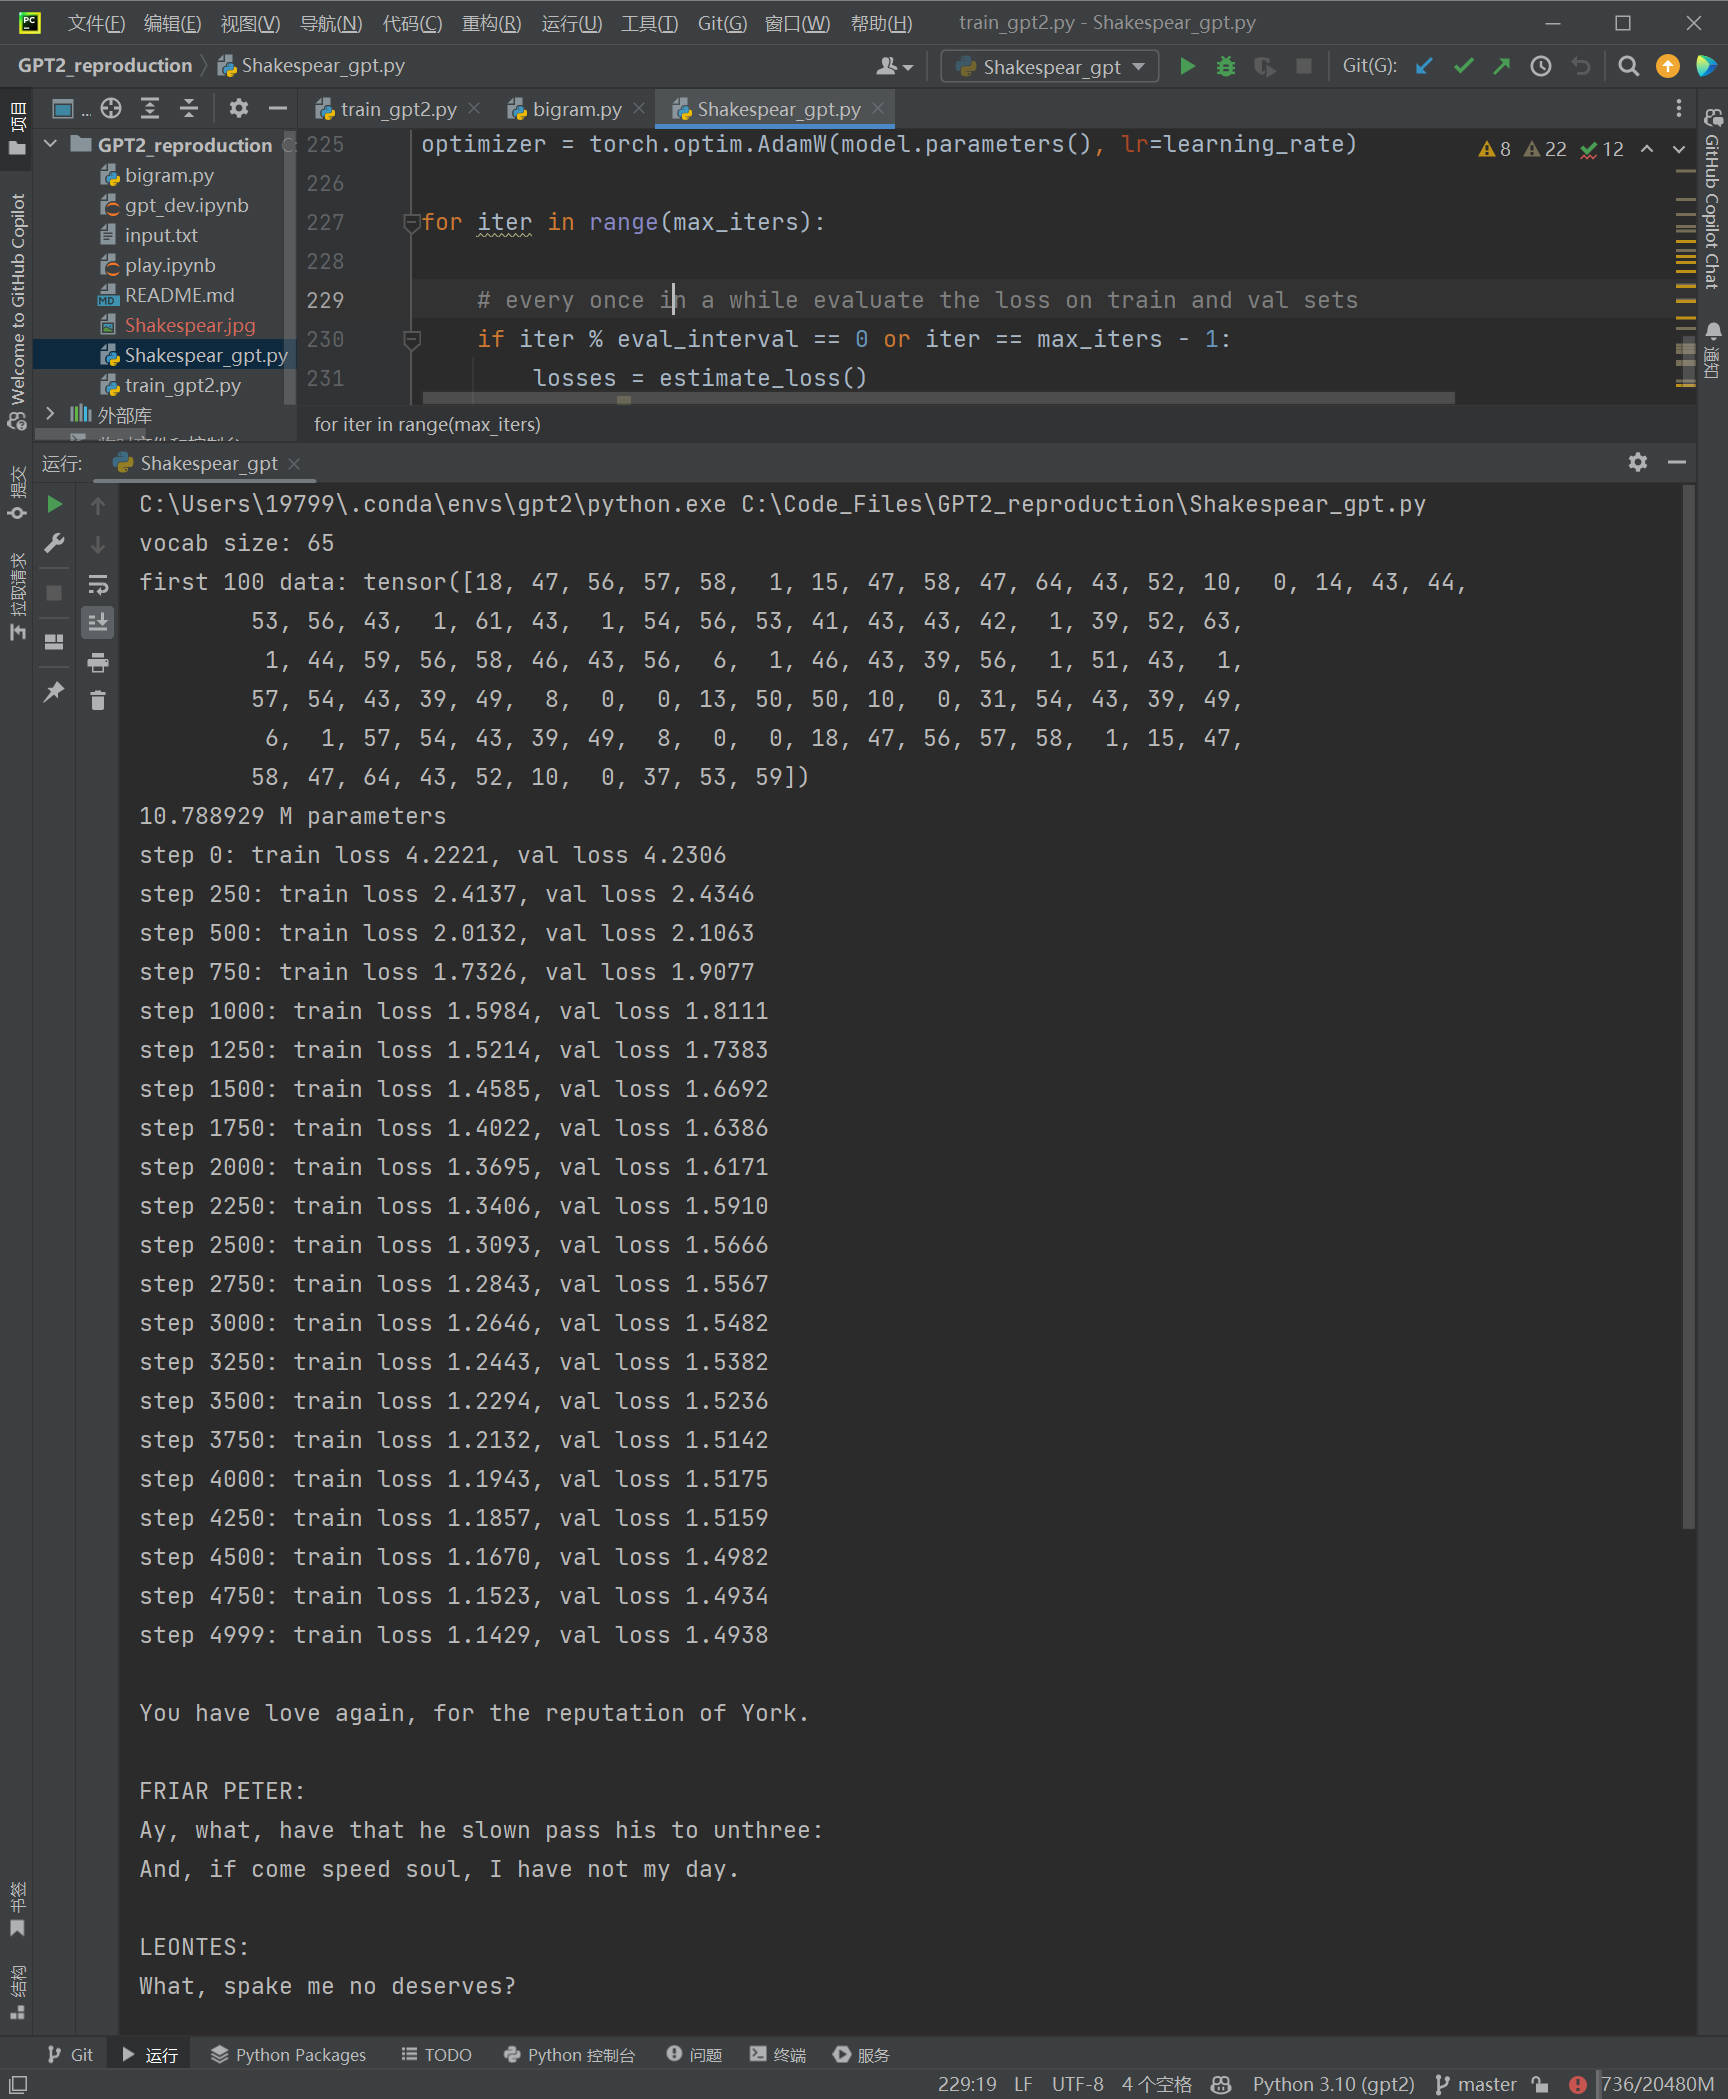 文件(F) 编辑(E) 视图(V) 导航(N) 代码(C) 重构(R) 运行(U) 工具(T) Git(G) 窗口(W) 帮助(H) train_gpt2.py - Shakespear_gpt.py
GPT2_reproduction Shakespear_gpt.py Shakespear_gpt Git(G):
项目
Welcome to GitHub Copilot
提交
拉取请求
书签
结构
GPT2_reproduction
bigram.py
gpt_dev.ipynb
input.txt
play.ipynb
README.md
Shakespear.jpg
Shakespear_gpt.py
train_gpt2.py
外部库
train_gpt2.py bigram.py Shakespear_gpt.py
8 22 12
225 optimizer = torch.optim.AdamW(model.parameters(), lr=learning_rate)
226
227 for iter in range(max_iters):
228
229 # every once in a while evaluate the loss on train and val sets
230 if iter % eval_interval == 0 or iter == max_iters - 1:
231 losses = estimate_loss()
for iter in range(max_iters)
GitHub Copilot Chat
通知
运行: Shakespear_gpt
C:\Users\19799\.conda\envs\gpt2\python.exe C:\Code_Files\GPT2_reproduction\Shakespear_gpt.py
vocab size: 65
first 100 data: tensor([18, 47, 56, 57, 58,  1, 15, 47, 58, 47, 64, 43, 52, 10,  0, 14, 43, 44,
53, 56, 43,  1, 61, 43,  1, 54, 56, 53, 41, 43, 43, 42,  1, 39, 52, 63,
1, 44, 59, 56, 58, 46, 43, 56,  6,  1, 46, 43, 39, 56,  1, 51, 43,  1,
57, 54, 43, 39, 49,  8,  0,  0, 13, 50, 50, 10,  0, 31, 54, 43, 39, 49,
6,  1, 57, 54, 43, 39, 49,  8,  0,  0, 18, 47, 56, 57, 58,  1, 15, 47,
58, 47, 64, 43, 52, 10,  0, 37, 53, 59])
10.788929 M parameters
step 0: train loss 4.2221, val loss 4.2306
step 250: train loss 2.4137, val loss 2.4346
step 500: train loss 2.0132, val loss 2.1063
step 750: train loss 1.7326, val loss 1.9077
step 1000: train loss 1.5984, val loss 1.8111
step 1250: train loss 1.5214, val loss 1.7383
step 1500: train loss 1.4585, val loss 1.6692
step 1750: train loss 1.4022, val loss 1.6386
step 2000: train loss 1.3695, val loss 1.6171
step 2250: train loss 1.3406, val loss 1.5910
step 2500: train loss 1.3093, val loss 1.5666
step 2750: train loss 1.2843, val loss 1.5567
step 3000: train loss 1.2646, val loss 1.5482
step 3250: train loss 1.2443, val loss 1.5382
step 3500: train loss 1.2294, val loss 1.5236
step 3750: train loss 1.2132, val loss 1.5142
step 4000: train loss 1.1943, val loss 1.5175
step 4250: train loss 1.1857, val loss 1.5159
step 4500: train loss 1.1670, val loss 1.4982
step 4750: train loss 1.1523, val loss 1.4934
step 4999: train loss 1.1429, val loss 1.4938
You have love again, for the reputation of York.
FRIAR PETER:
Ay, what, have that he slown pass his to unthree:
And, if come speed soul, I have not my day.
LEONTES:
What, spake me no deserves?
Git 运行 Python Packages TODO Python 控制台 问题 终端 服务
229:19 LF UTF-8 4 个空格 Python 3.10 (gpt2) master 736/20480M